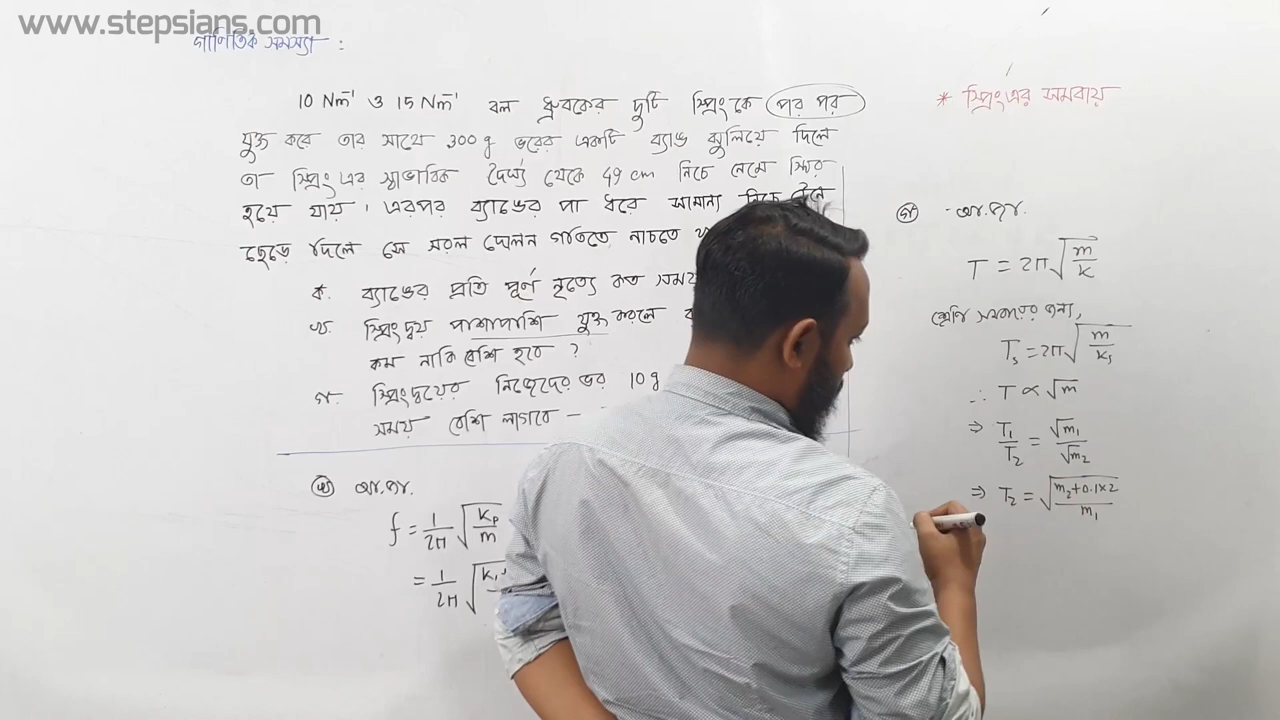 www.stepsians.com
গাণিতিক সমস্যা :
10 Nm⁻¹ ও 15 Nm⁻¹ বল ধ্রুবকের দুটি স্প্রিংকে পর পর
যুক্ত করে তার সাথে 300 g ভরের একটি ব্যাঙ ঝুলিয়ে দিলে
তা স্প্রিং এর স্বাভাবিক দৈর্ঘ্য থেকে 49 cm নিচে নেমে স্থির
হয়ে যায়। এরপর ব্যাঙের পা ধরে সামান্য নিচে টেনে
ছেড়ে দিলে সে সরল দোলন গতিতে নাচতে
ক. ব্যাঙের প্রতি পূর্ণ নৃত্যে কত সময়
খ. স্প্রিংদ্বয় পাশাপাশি যুক্ত করলে
কম নাকি বেশি হবে ?
গ. স্প্রিংদ্বয়ের নিজেদের ভর 10 g
সময় বেশি লাগবে —
খ আ.জা.
f = 1/2π √(Kₚ/m)
= 1/2π √(K₁
* স্প্রিং এর সমবায়
গ আ.জা.
T = 2π √(m/K)
শ্রেণি সমবায়ের জন্য,
Tₛ = 2π √(m/Kₛ)
∴ T ∝ √m
⇒ T₁/T₂ = √m₁/√m₂
⇒ T₂ = √((m₂+0.1×2)/m₁)